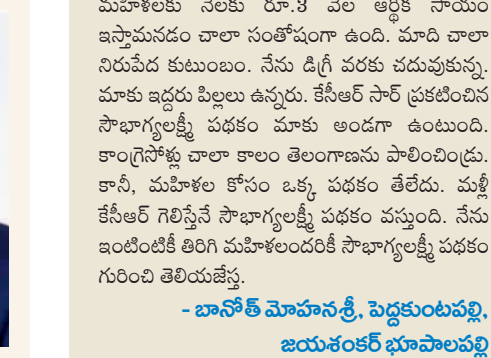 మహిళలకు నెలకు రూ.3 వేల ఆర్థిక సాయం
ఇస్తామనడం చాలా సంతోషంగా ఉంది. మాది చాలా
నిరుపేద కుటుంబం. నేను డిగ్రీ వరకు చదువుకున్న.
మాకు ఇద్దరు పిల్లలు ఉన్నరు. కేసీఆర్ సార్ ప్రకటించిన
సౌభాగ్యలక్ష్మీ పథకం మాకు అండగా ఉంటుంది.
కాంగ్రెసోళ్లు చాలా కాలం తెలంగాణను పాలించిండ్రు.
కానీ, మహిళల కోసం ఒక్క పథకం తేలేదు. మళ్లీ
కేసీఆర్ గెలిస్తేనే సౌభాగ్యలక్ష్మీ పథకం వస్తుంది. నేను
ఇంటింటికీ తిరిగి మహిళలందరికీ సౌభాగ్యలక్ష్మీ పథకం
గురించి తెలియజేస్త.
- బానోత్ మోహనశ్రీ, పెద్దకుంటపల్లి,
జయశంకర్ భూపాలపల్లి